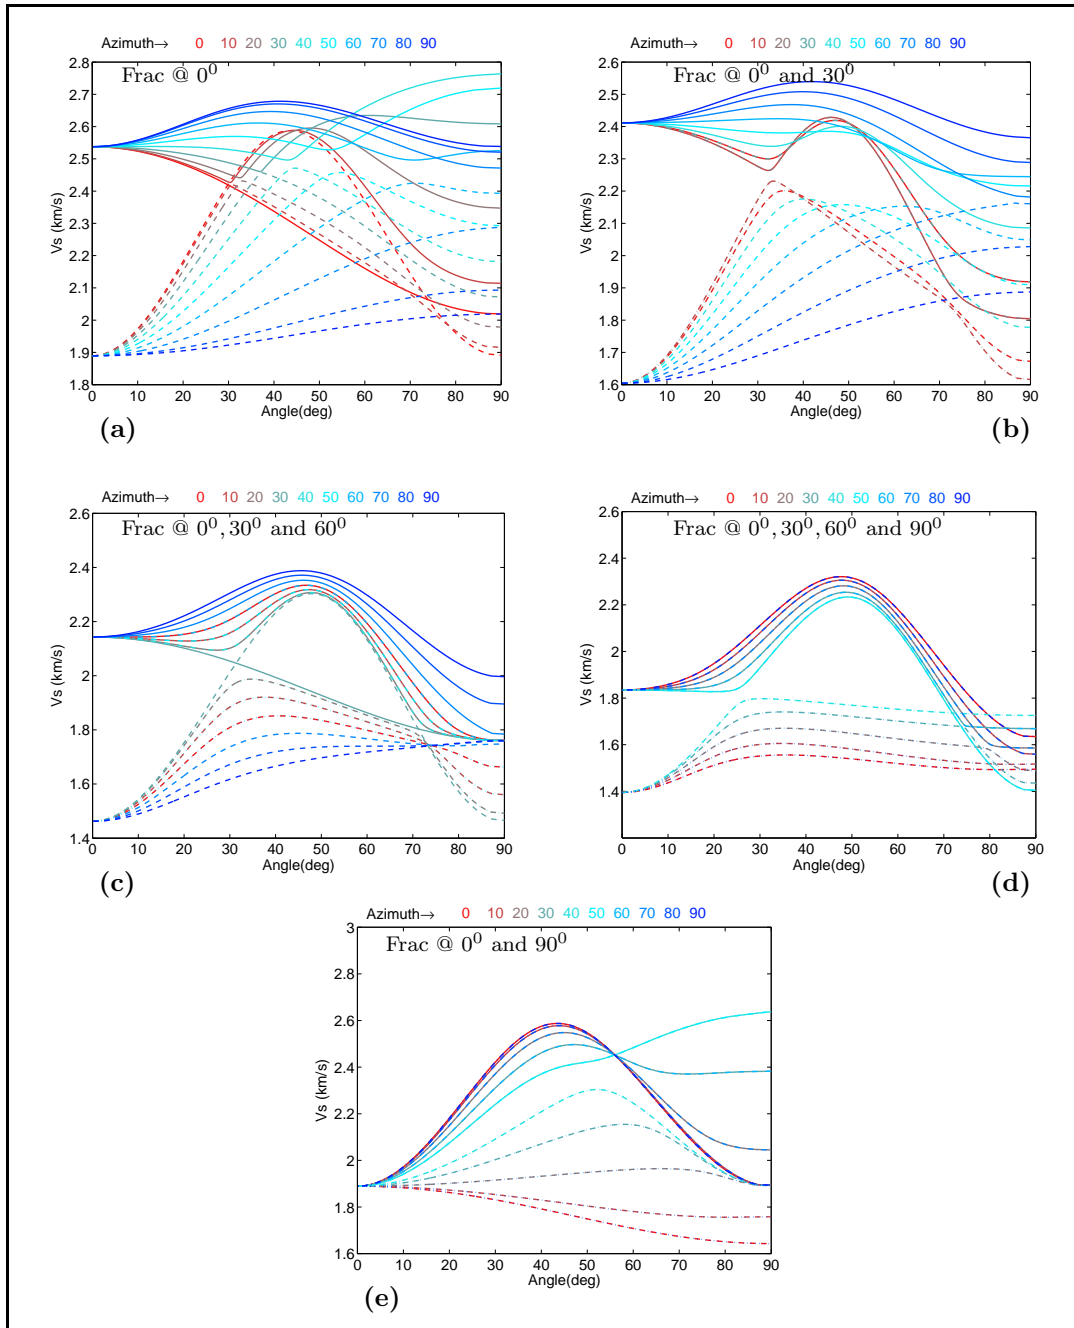 Azimuth→ 0 10 20 30 40 50 60 70 80 90
Frac @ 0⁰
2.8
2.7
2.6
2.5
2.4
2.3
2.2
2.1
2
1.9
1.8
Vs (km/s)
0 10 20 30 40 50 60 70 80 90
Angle(deg)
(a)
Azimuth→ 0 10 20 30 40 50 60 70 80 90
Frac @ 0⁰ and 30⁰
2.6
2.5
2.4
2.3
2.2
2.1
2
1.9
1.8
1.7
1.6
Vs (km/s)
0 10 20 30 40 50 60 70 80 90
Angle(deg)
(b)
Azimuth→ 0 10 20 30 40 50 60 70 80 90
Frac @ 0⁰, 30⁰ and 60⁰
2.6
2.4
2.2
2
1.8
1.6
1.4
Vs (km/s)
0 10 20 30 40 50 60 70 80 90
Angle(deg)
(c)
Azimuth→ 0 10 20 30 40 50 60 70 80 90
Frac @ 0⁰, 30⁰, 60⁰ and 90⁰
2.6
2.4
2.2
2
1.8
1.6
1.4
Vs (km/s)
0 10 20 30 40 50 60 70 80 90
Angle(deg)
(d)
Azimuth→ 0 10 20 30 40 50 60 70 80 90
Frac @ 0⁰ and 90⁰
3
2.8
2.6
2.4
2.2
2
1.8
1.6
Vs (km/s)
0 10 20 30 40 50 60 70 80 90
Angle(deg)
(e)